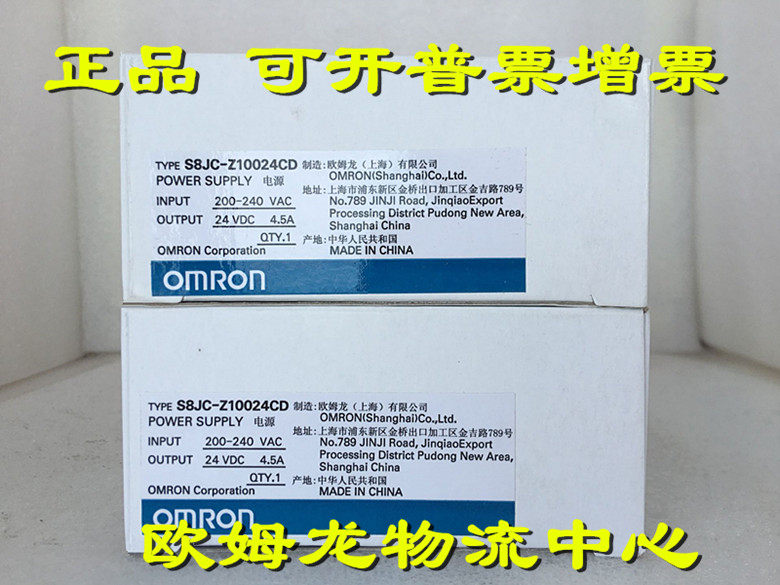 正品 可开普票增票
TYPE S8JC-Z10024CD 制造：欧姆龙（上海）有限公司
POWER SUPPLY 电源 OMRON(Shanghai)Co.,Ltd.
地址：上海市浦东新区金桥出口加工区金吉路789号
INPUT 200-240 VAC No.789 JINJI Road, JinqiaoExport
OUTPUT 24 VDC 4.5A Processing District Pudong New Area,
Shanghai China
QTY.1 产地：中华人民共和国
OMRON Corporation MADE IN CHINA
OMRON
TYPE S8JC-Z10024CD 制造：欧姆龙（上海）有限公司
POWER SUPPLY 电源 OMRON(Shanghai)Co.,Ltd.
地址：上海市浦东新区金桥出口加工区金吉路789号
INPUT 200-240 VAC No.789 JINJI Road, JinqiaoExport
OUTPUT 24 VDC 4.5A Processing District Pudong New Area,
Shanghai China
QTY.1 产地：中华人民共和国
OMRON Corporation MADE IN CHINA
OMRON
欧姆龙物流中心